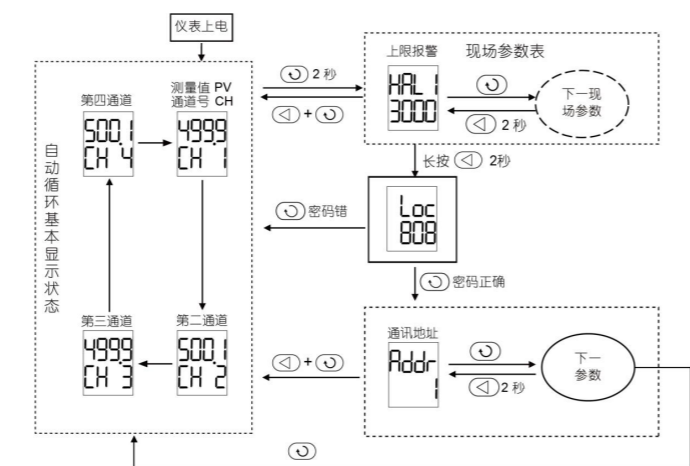 仪表上电
自动循环基本显示状态
第四通道
500.1
CH 4
测量值 PV
通道号 CH
499.9
CH 1
第三通道
499.9
CH 3
第二通道
500.1
CH 2
2 秒
+
上限报警
现场参数表
HAL1
3000
2 秒
下一现
场参数
长按 2秒
Loc
808
密码错
密码正确
+
通讯地址
Addr
1
2 秒
下一
参数